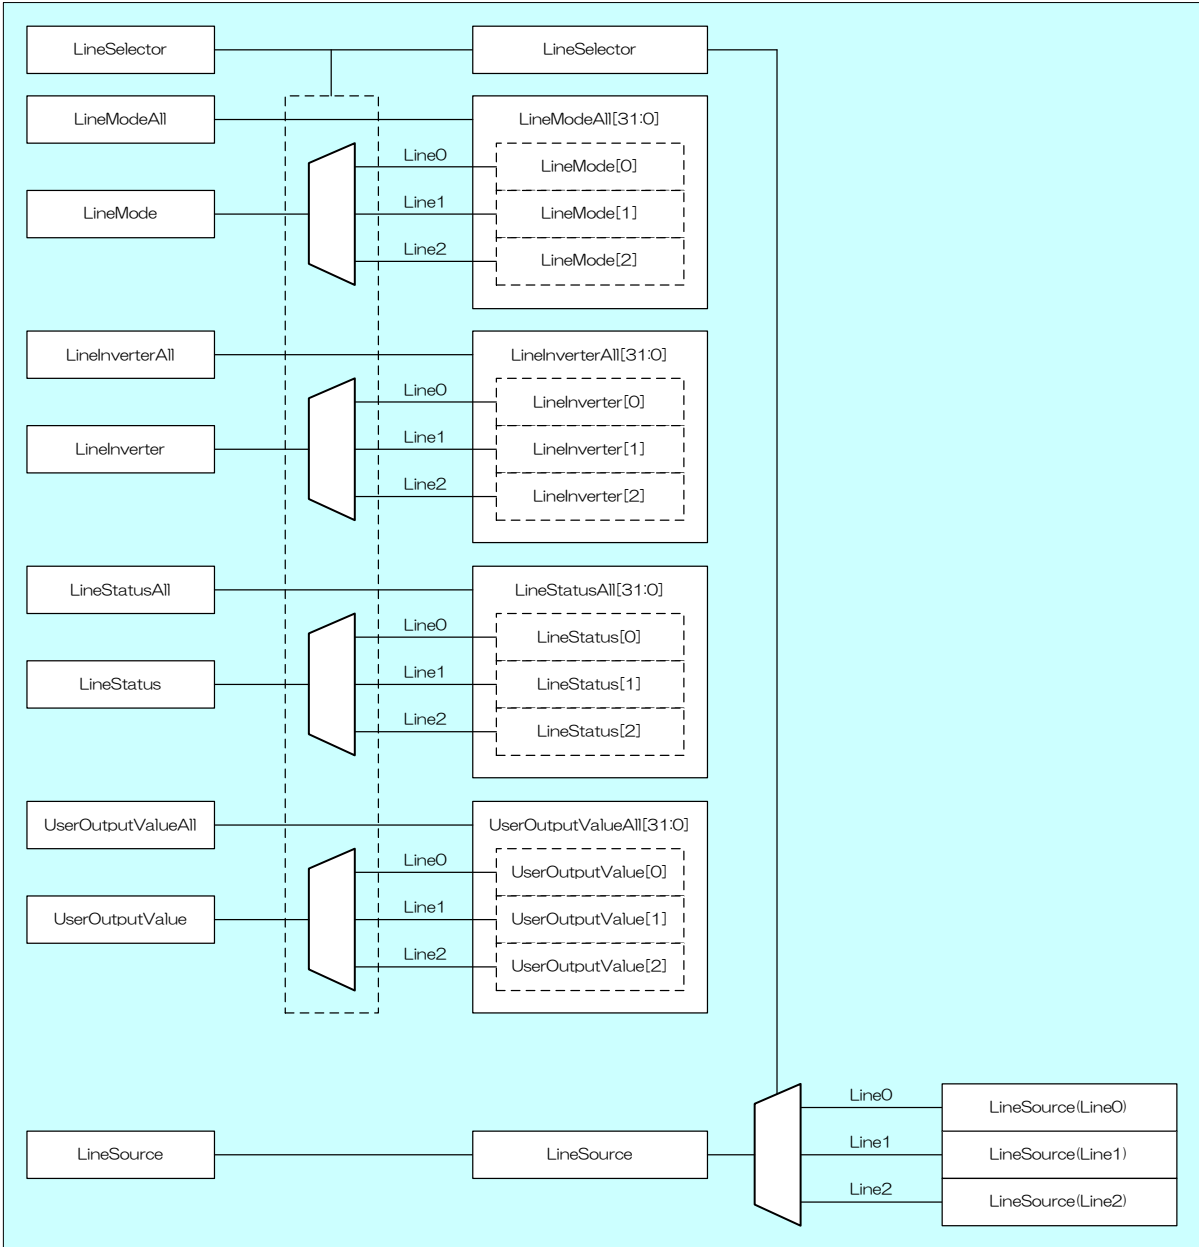 LineSelector
LineSelector
LineModeAll
LineModeAll[31:0]
Line0
LineMode[0]
LineMode
Line1
LineMode[1]
Line2
LineMode[2]
LineInverterAll
LineInverterAll[31:0]
Line0
LineInverter[0]
LineInverter
Line1
LineInverter[1]
Line2
LineInverter[2]
LineStatusAll
LineStatusAll[31:0]
Line0
LineStatus[0]
LineStatus
Line1
LineStatus[1]
Line2
LineStatus[2]
UserOutputValueAll
UserOutputValueAll[31:0]
Line0
UserOutputValue[0]
UserOutputValue
Line1
UserOutputValue[1]
Line2
UserOutputValue[2]
Line0
LineSource(Line0)
LineSource
LineSource
Line1
LineSource(Line1)
Line2
LineSource(Line2)